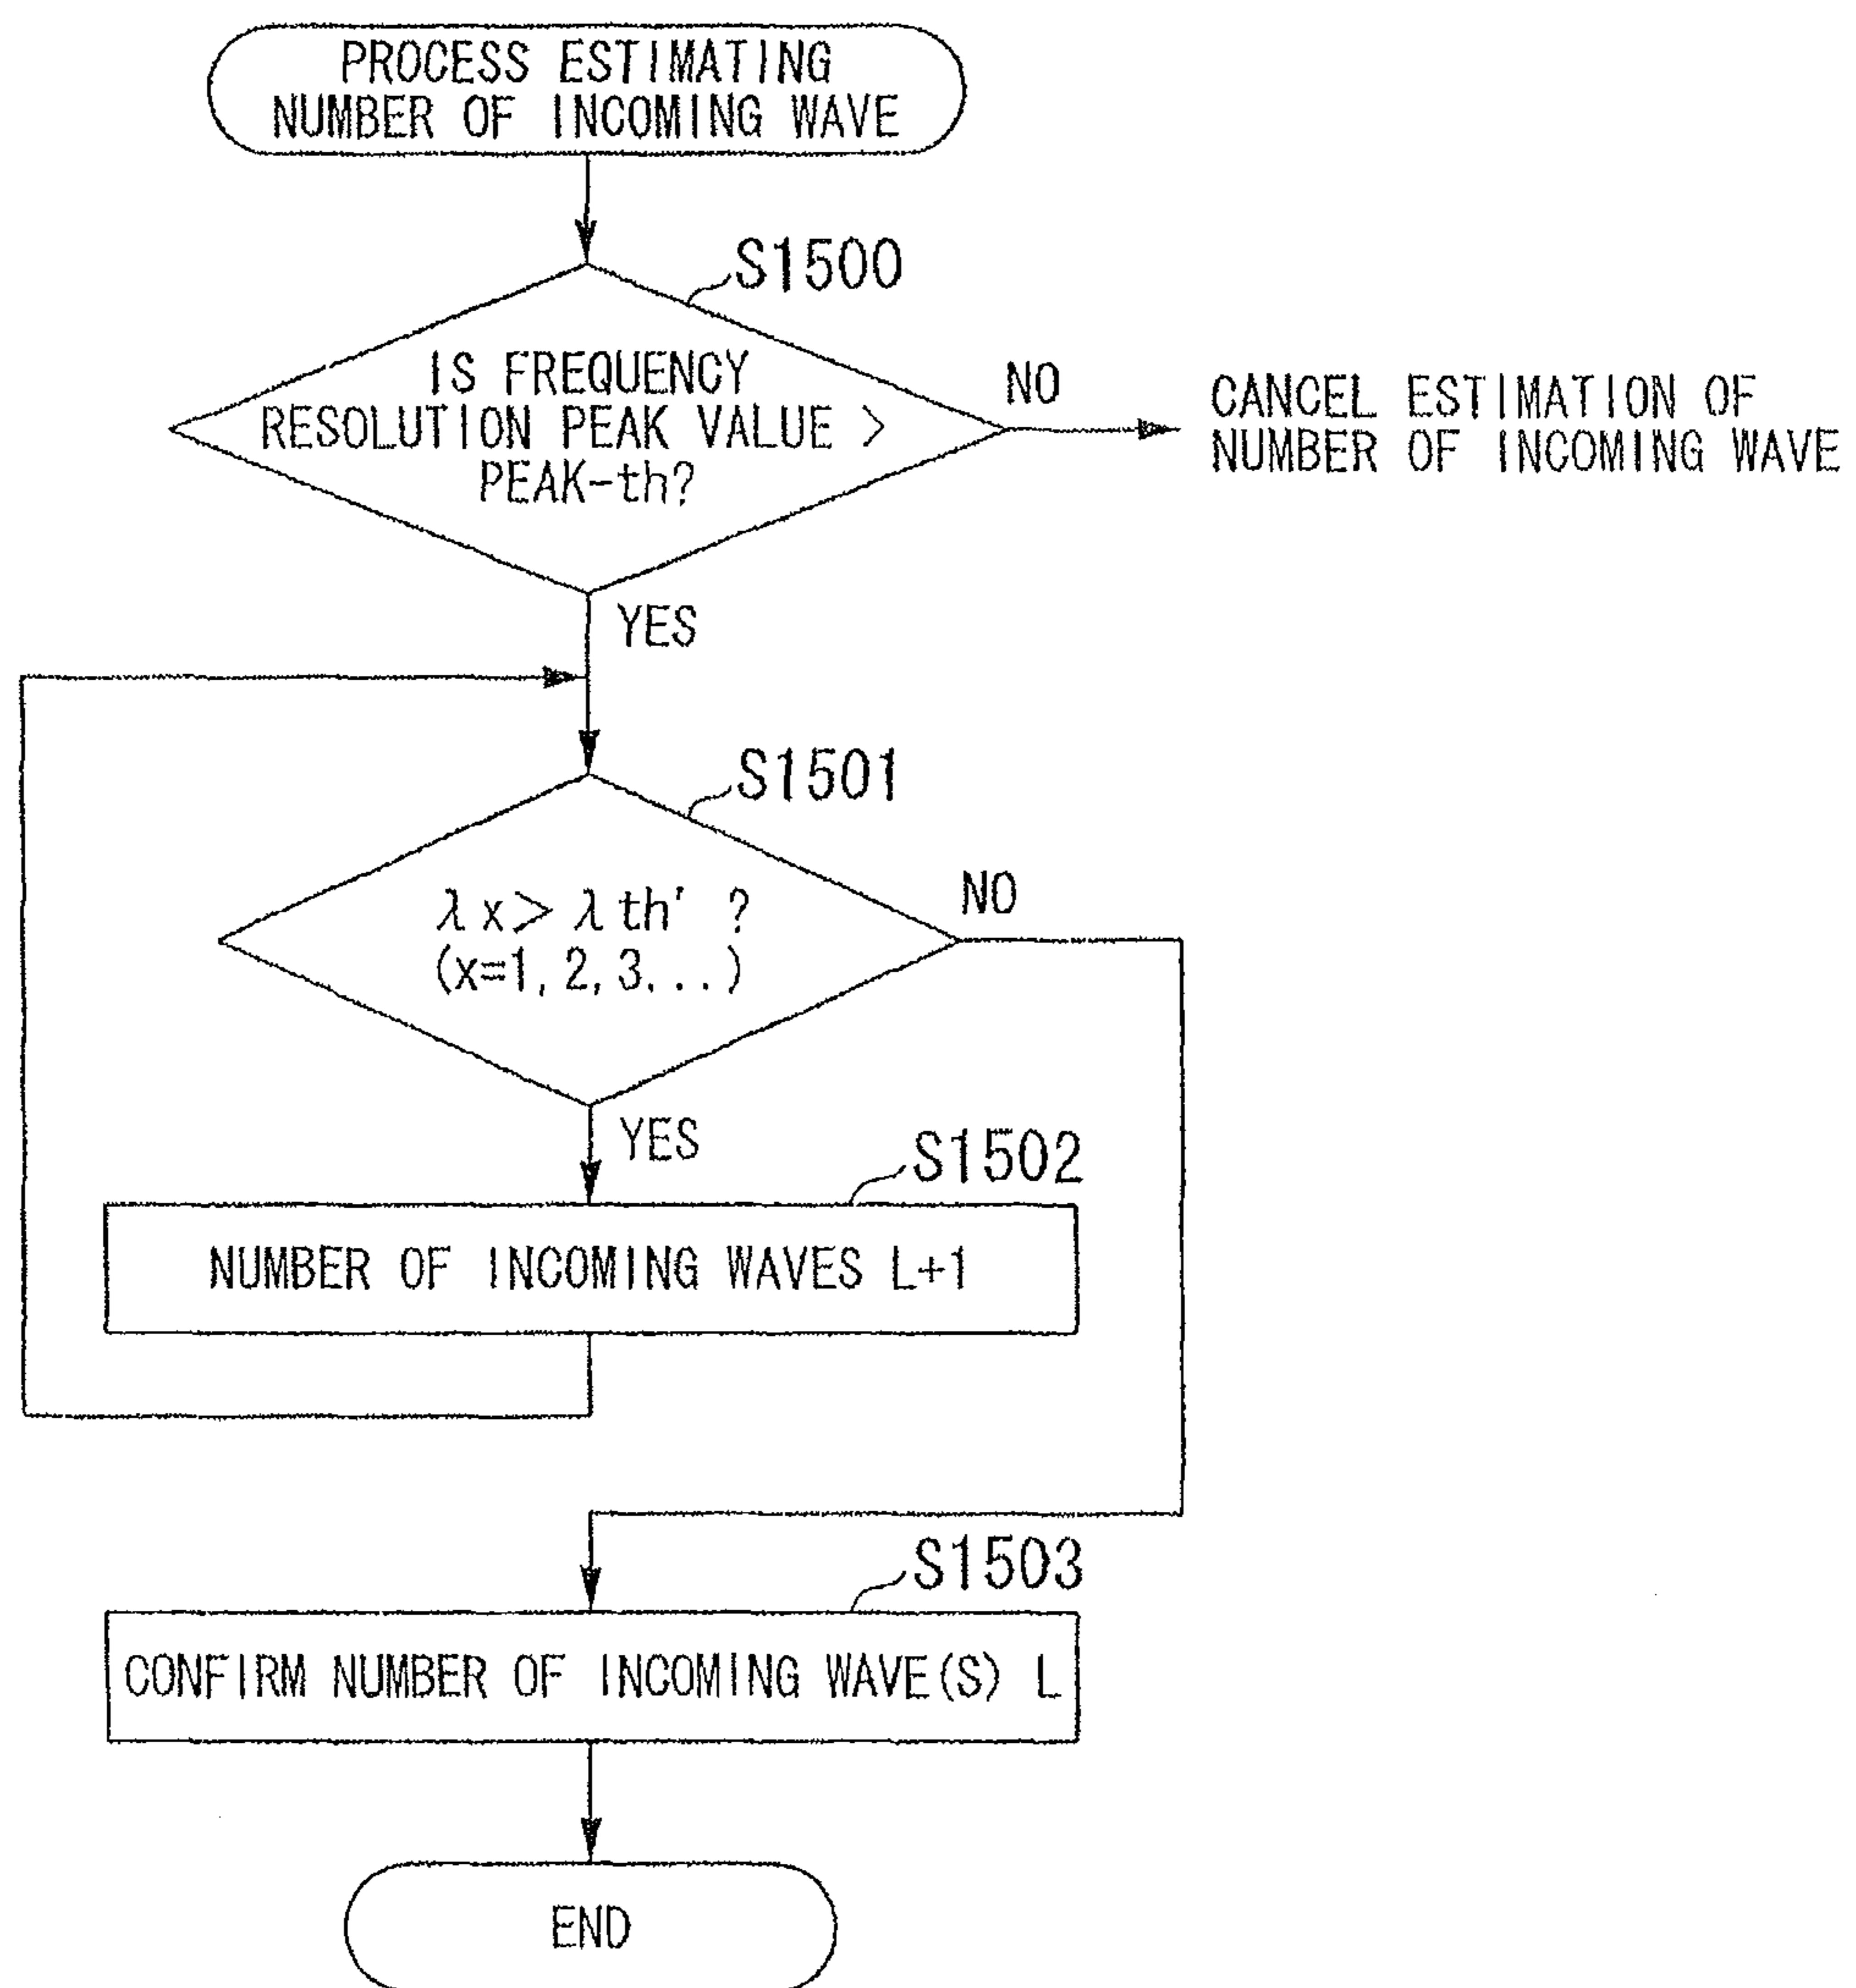 PROCESS ESTIMATING
NUMBER OF INCOMING WAVE
S1500
IS FREQUENCY
RESOLUTION PEAK VALUE >
PEAK-th?
NO
CANCEL ESTIMATION OF
NUMBER OF INCOMING WAVE
YES
S1501
λx> λth' ?
(x=1, 2, 3...)
NO
YES
S1502
NUMBER OF INCOMING WAVES L+1
S1503
CONFIRM NUMBER OF INCOMING WAVE(S) L
END